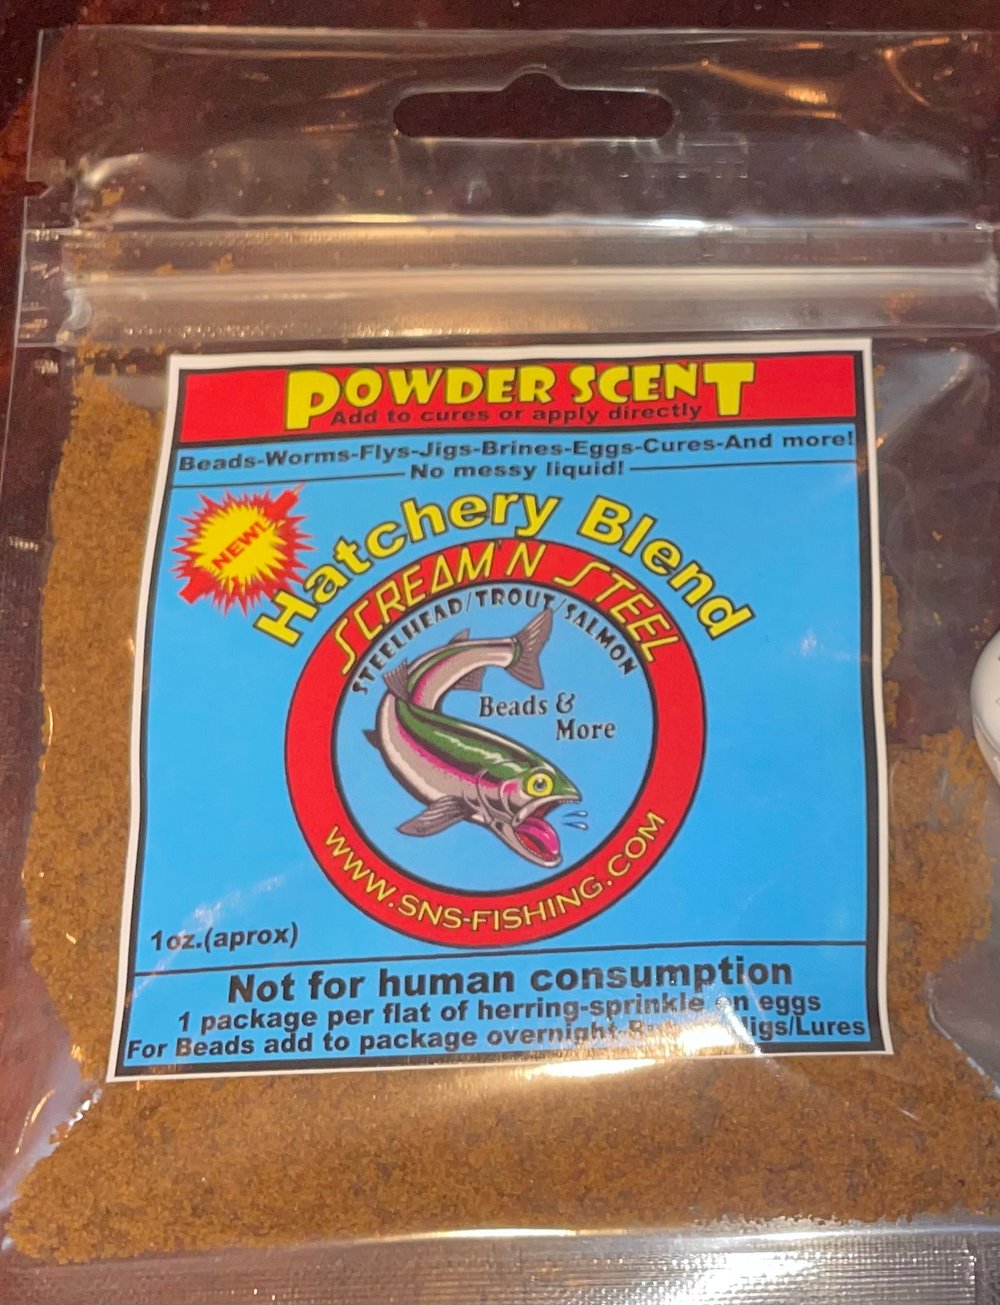 POWDER SCENT
Add to cures or apply directly
Beads-Worms-Flys-Jigs-Brines-Eggs-Cures-And more!
No messy liquid!
NEW!
Hatchery Blend
SCREAM'N STEEL
STEELHEAD/TROUT/SALMON
Beads &
More
WWW.SNS-FISHING.COM
1oz.(aprox)
Not for human consumption
1 package per flat of herring-sprinkle on eggs
For Beads add to package overnight Jigs/Lures